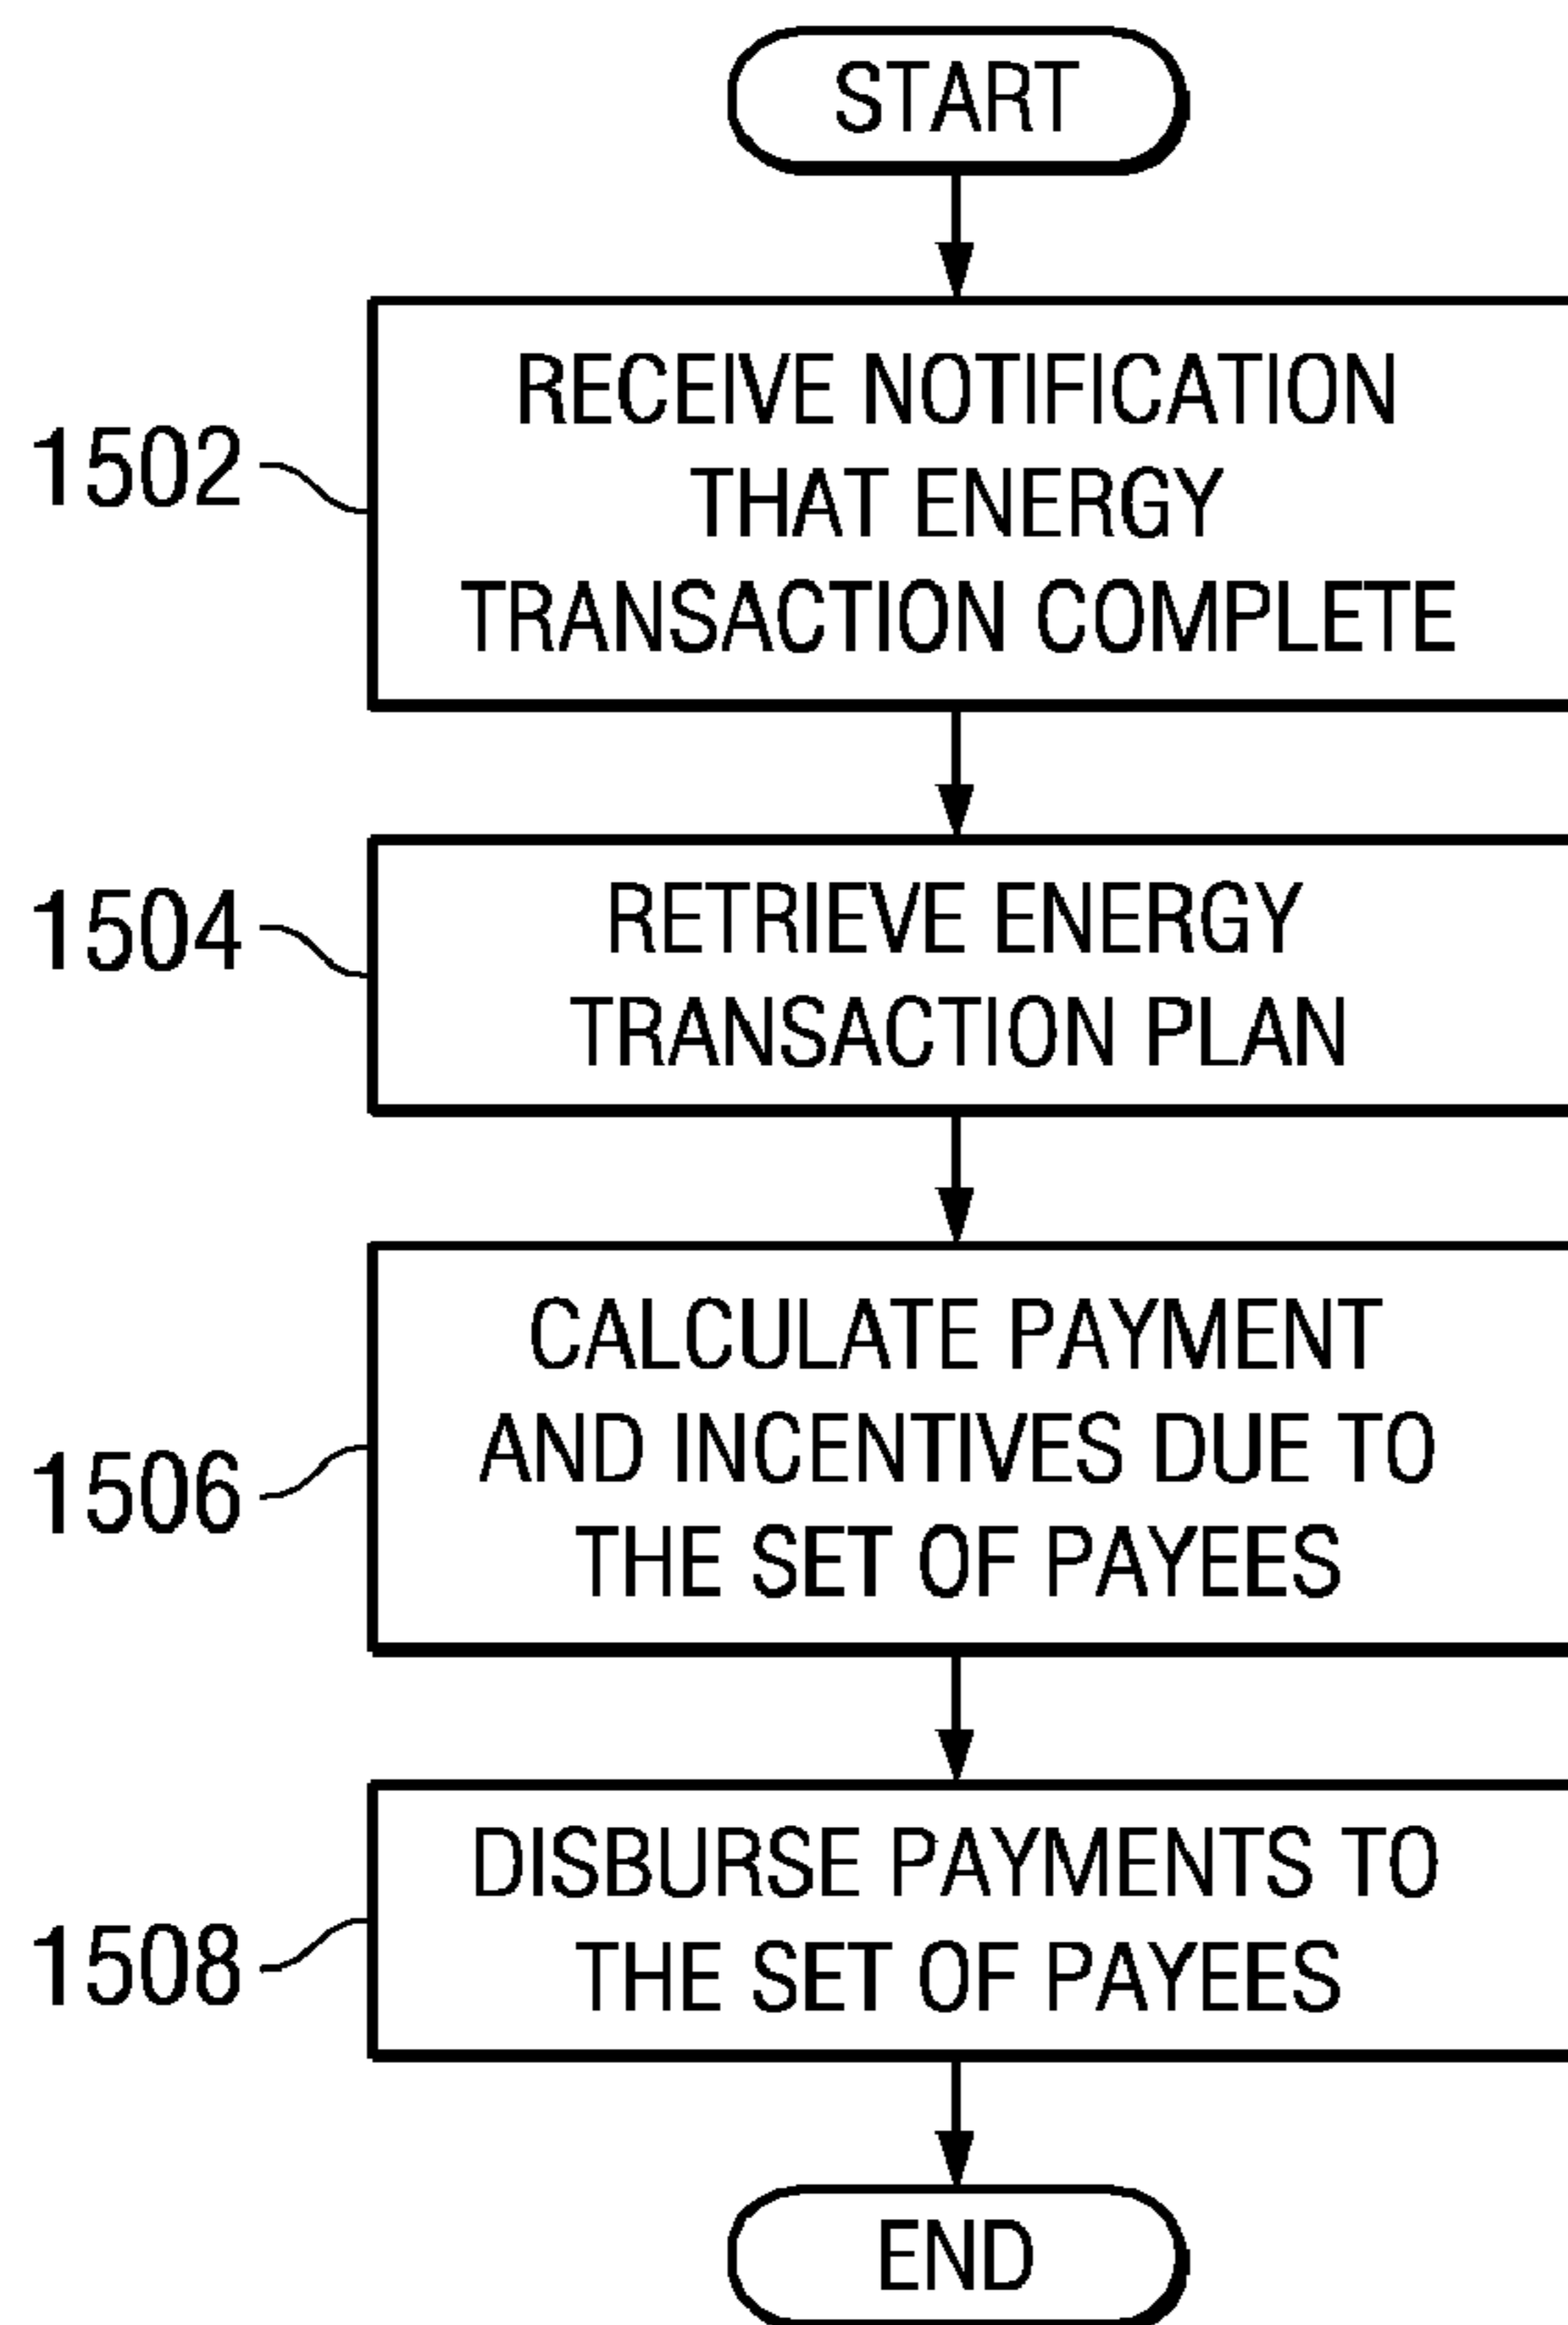 START
RECEIVE NOTIFICATION
THAT ENERGY
TRANSACTION COMPLETE
1502
RETRIEVE ENERGY
TRANSACTION PLAN
1504
CALCULATE PAYMENT
AND INCENTIVES DUE TO
THE SET OF PAYEES
1506
DISBURSE PAYMENTS TO
THE SET OF PAYEES
1508
END